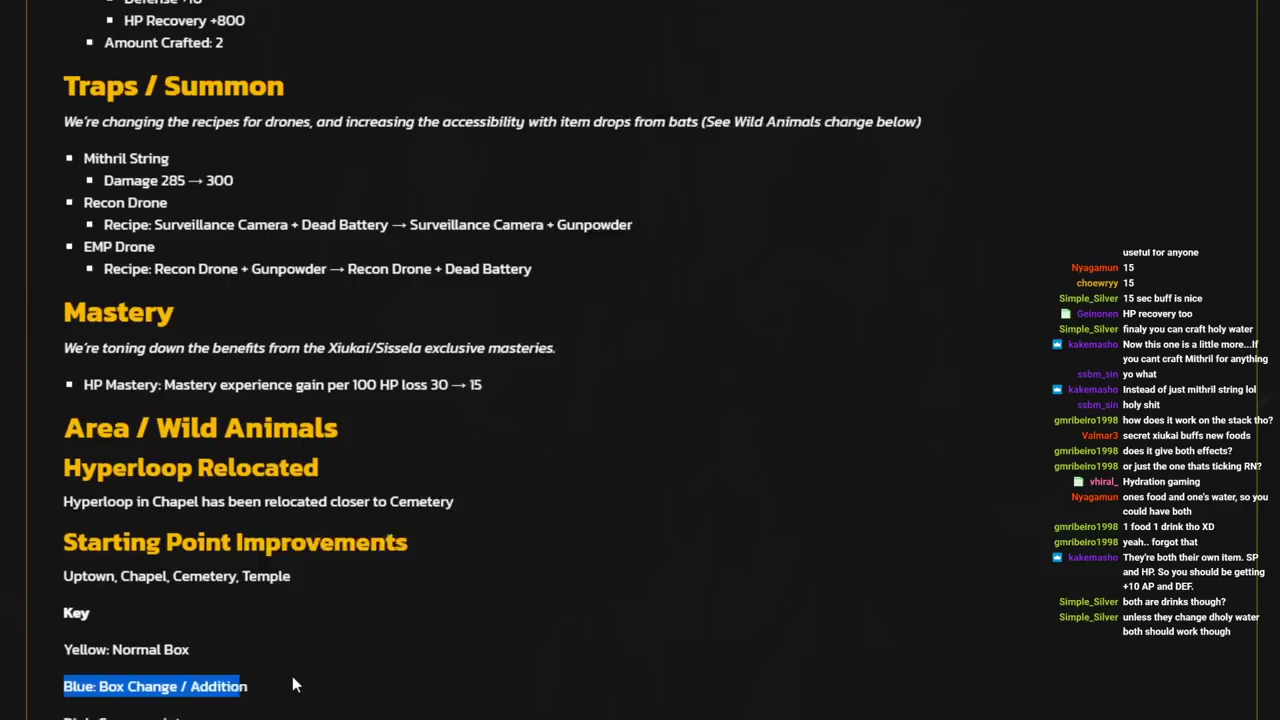 HP Recovery +800
Amount Crafted: 2
Traps / Summon
We're changing the recipes for drones, and increasing the accessibility with item drops from bats (See Wild Animals change below)
Mithril String
Damage 285 → 300
Recon Drone
Recipe: Surveillance Camera + Dead Battery → Surveillance Camera + Gunpowder
EMP Drone
Recipe: Recon Drone + Gunpowder → Recon Drone + Dead Battery
Mastery
We're toning down the benefits from the Xiukai/Sissela exclusive masteries.
HP Mastery: Mastery experience gain per 100 HP loss 30 → 15
Area / Wild Animals
Hyperloop Relocated
Hyperloop in Chapel has been relocated closer to Cemetery
Starting Point Improvements
Uptown, Chapel, Cemetery, Temple
Key
Yellow: Normal Box
Blue: Box Change / Addition
useful for anyone
Nyagamun 15
choewryy 15
Simple_Silver 15 sec buff is nice
Geinonen HP recovery too
Simple_Silver finaly you can craft holy water
kakemasho Now this one is a little more...If
you cant craft Mithril for anything
ssbm_sin yo what
kakemasho Instead of just mithril string lol
ssbm_sin holy shit
gmribeiro1998 how does it work on the stack tho?
Valmar3 secret xiukai buffs new foods
gmribeiro1998 does it give both effects?
gmribeiro1998 or just the one thats ticking RN?
vhiral_ Hydration gaming
Nyagamun ones food and one's water, so you
could have both
gmribeiro1998 1 food 1 drink tho XD
gmribeiro1998 yeah.. forgot that
kakemasho They're both their own item. SP
and HP. So you should be getting
+10 AP and DEF.
Simple_Silver both are drinks though?
Simple_Silver unless they change dholy water
both should work though